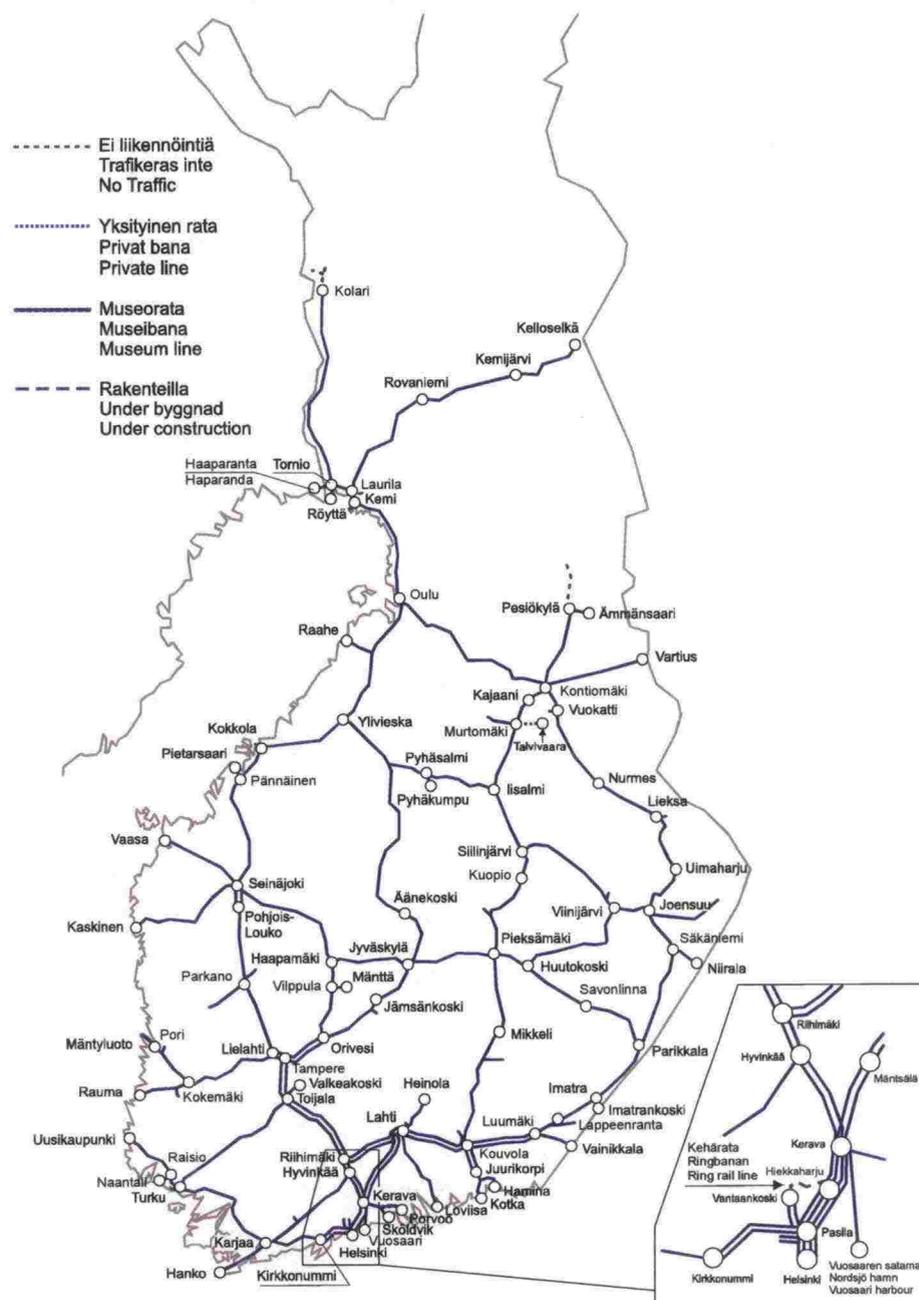 Ei liikennöintiä
Trafikeras inte
No Traffic
Yksityinen rata
Privat bana
Private line
Museorata
Museibana
Museum line
Rakenteilla
Under byggnad
Under construction
Kolari
Kelloselkä
Kemijärvi
Rovaniemi
Haaparanta
Haparanda
Tornio
Laurila
Kemi
Röyttä
Oulu
Pesiökylä
Ämmänsaari
Raahe
Vartius
Kontiomäki
Kajaani
Vuokatti
Ylivieska
Murtomäki
Talvivaara
Kokkola
Pietarsaari
Pännäinen
Pyhäsalmi
Pyhäkumpu
Iisalmi
Nurmes
Lieksa
Vaasa
Siilinjärvi
Kuopio
Uimaharju
Seinäjoki
Pohjois-
Louko
Äänekoski
Viinijärvi
Joensuu
Kaskinen
Haapamäki
Jyväskylä
Pieksämäki
Säkäniemi
Huutokoski
Niirala
Parkano
Vilppula
Mänttä
Jämsänkoski
Savonlinna
Mikkeli
Pori
Mäntyluoto
Lielahti
Orivesi
Parikkala
Tampere
Valkeakoski
Heinola
Imatra
Rauma
Kokemäki
Toijala
Imatrankoski
Lahti
Luumäki
Lappeenranta
Uusikaupunki
Raisio
Riihimäki
Hyvinkää
Kouvola
Vainikkala
Juurikorpi
Naantali
Turku
Kerava
Hamina
Kotka
Loviisa
Porvoo
Sköldvik
Vuosaari
Karjaa
Helsinki
Hanko
Kirkkonummi
Riihimäki
Hyvinkää
Mäntsälä
Kerava
Kehärata
Ringbanan
Ring rail line
Hiekkaharju
Vantaankoski
Pasila
Kirkkonummi
Helsinki
Vuosaaren satama
Nordsjö hamn
Vuosaari harbour